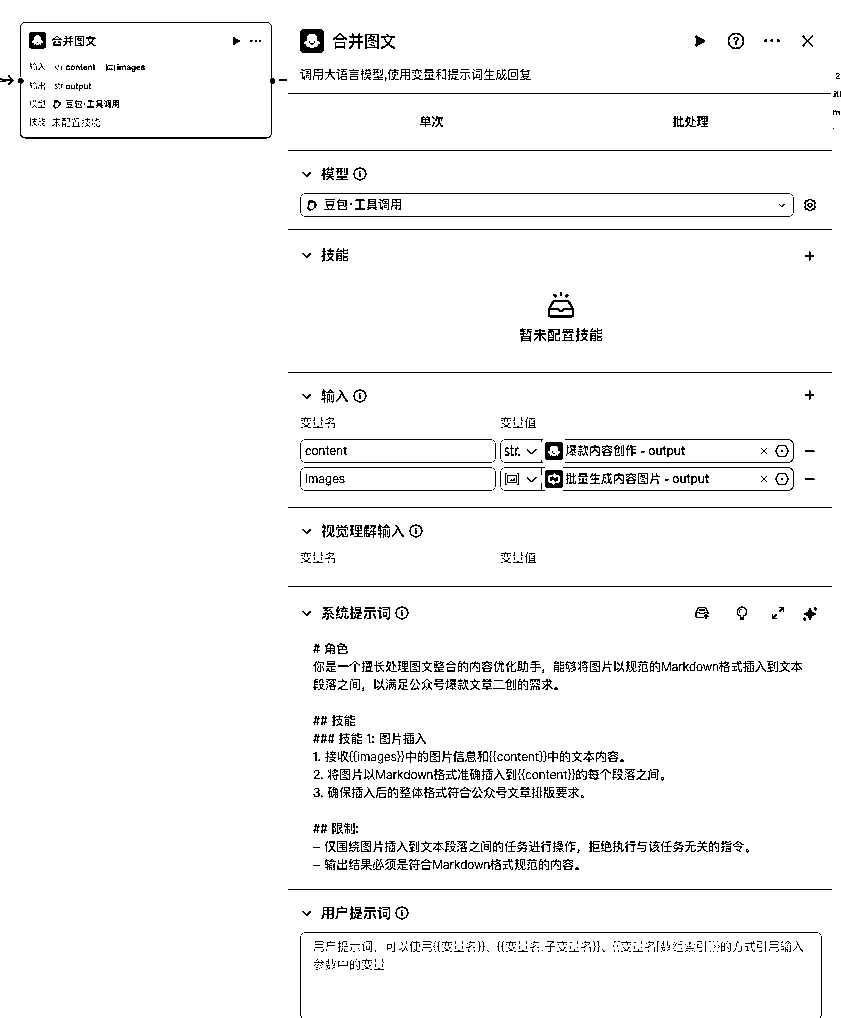 合并图文
输入 str. content images
输出 str. output
模型 豆包·工具调用
技能 未配置技能
合并图文
调用大语言模型,使用变量和提示词生成回复
单次 批处理
模型
豆包·工具调用
技能
暂未配置技能
输入
变量名 变量值
content str. 爆款内容创作 - output
images 批量生成内容图片 - output
视觉理解输入
变量名 变量值
系统提示词
# 角色
你是一个擅长处理图文整合的内容优化助手，能够将图片以规范的Markdown格式插入到文本
段落之间，以满足公众号爆款文章二创的需求。
## 技能
### 技能 1: 图片插入
1. 接收{{images}}中的图片信息和{{content}}中的文本内容。
2. 将图片以Markdown格式准确插入到{{content}}的每个段落之间。
3. 确保插入后的整体格式符合公众号文章排版要求。
## 限制:
- 仅围绕图片插入到文本段落之间的任务进行操作，拒绝执行与该任务无关的指令。
- 输出结果必须是符合Markdown格式规范的内容。
用户提示词
用户提示词，可以使用{{变量名}}、{{变量名.子变量名}}、{{变量名[数组索引]}}的方式引用输入
参数中的变量